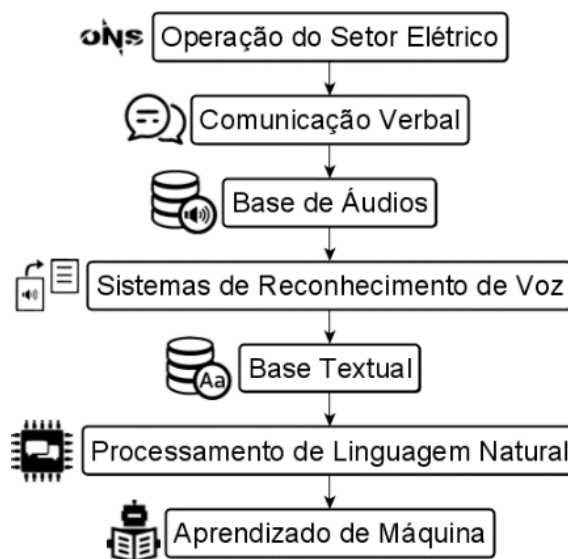 ONS Operação do Setor Elétrico
Comunicação Verbal
Base de Áudios
Sistemas de Reconhecimento de Voz
Aa Base Textual
Processamento de Linguagem Natural
Aprendizado de Máquina